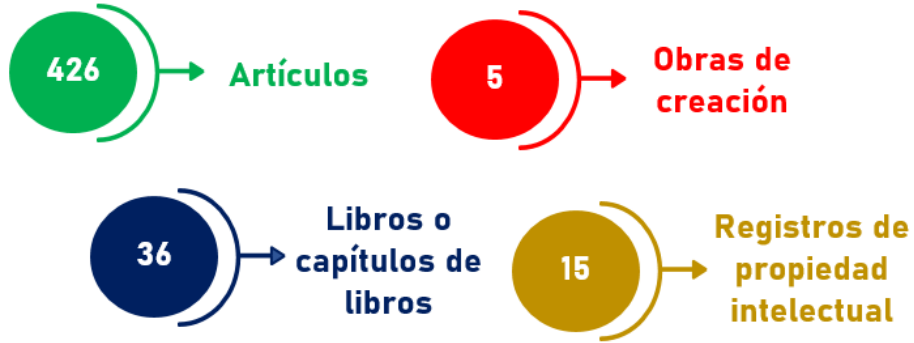 426
Artículos
5
Obras de
creación
36
Libros o
capítulos de
libros
15
Registros de
propiedad
intelectual